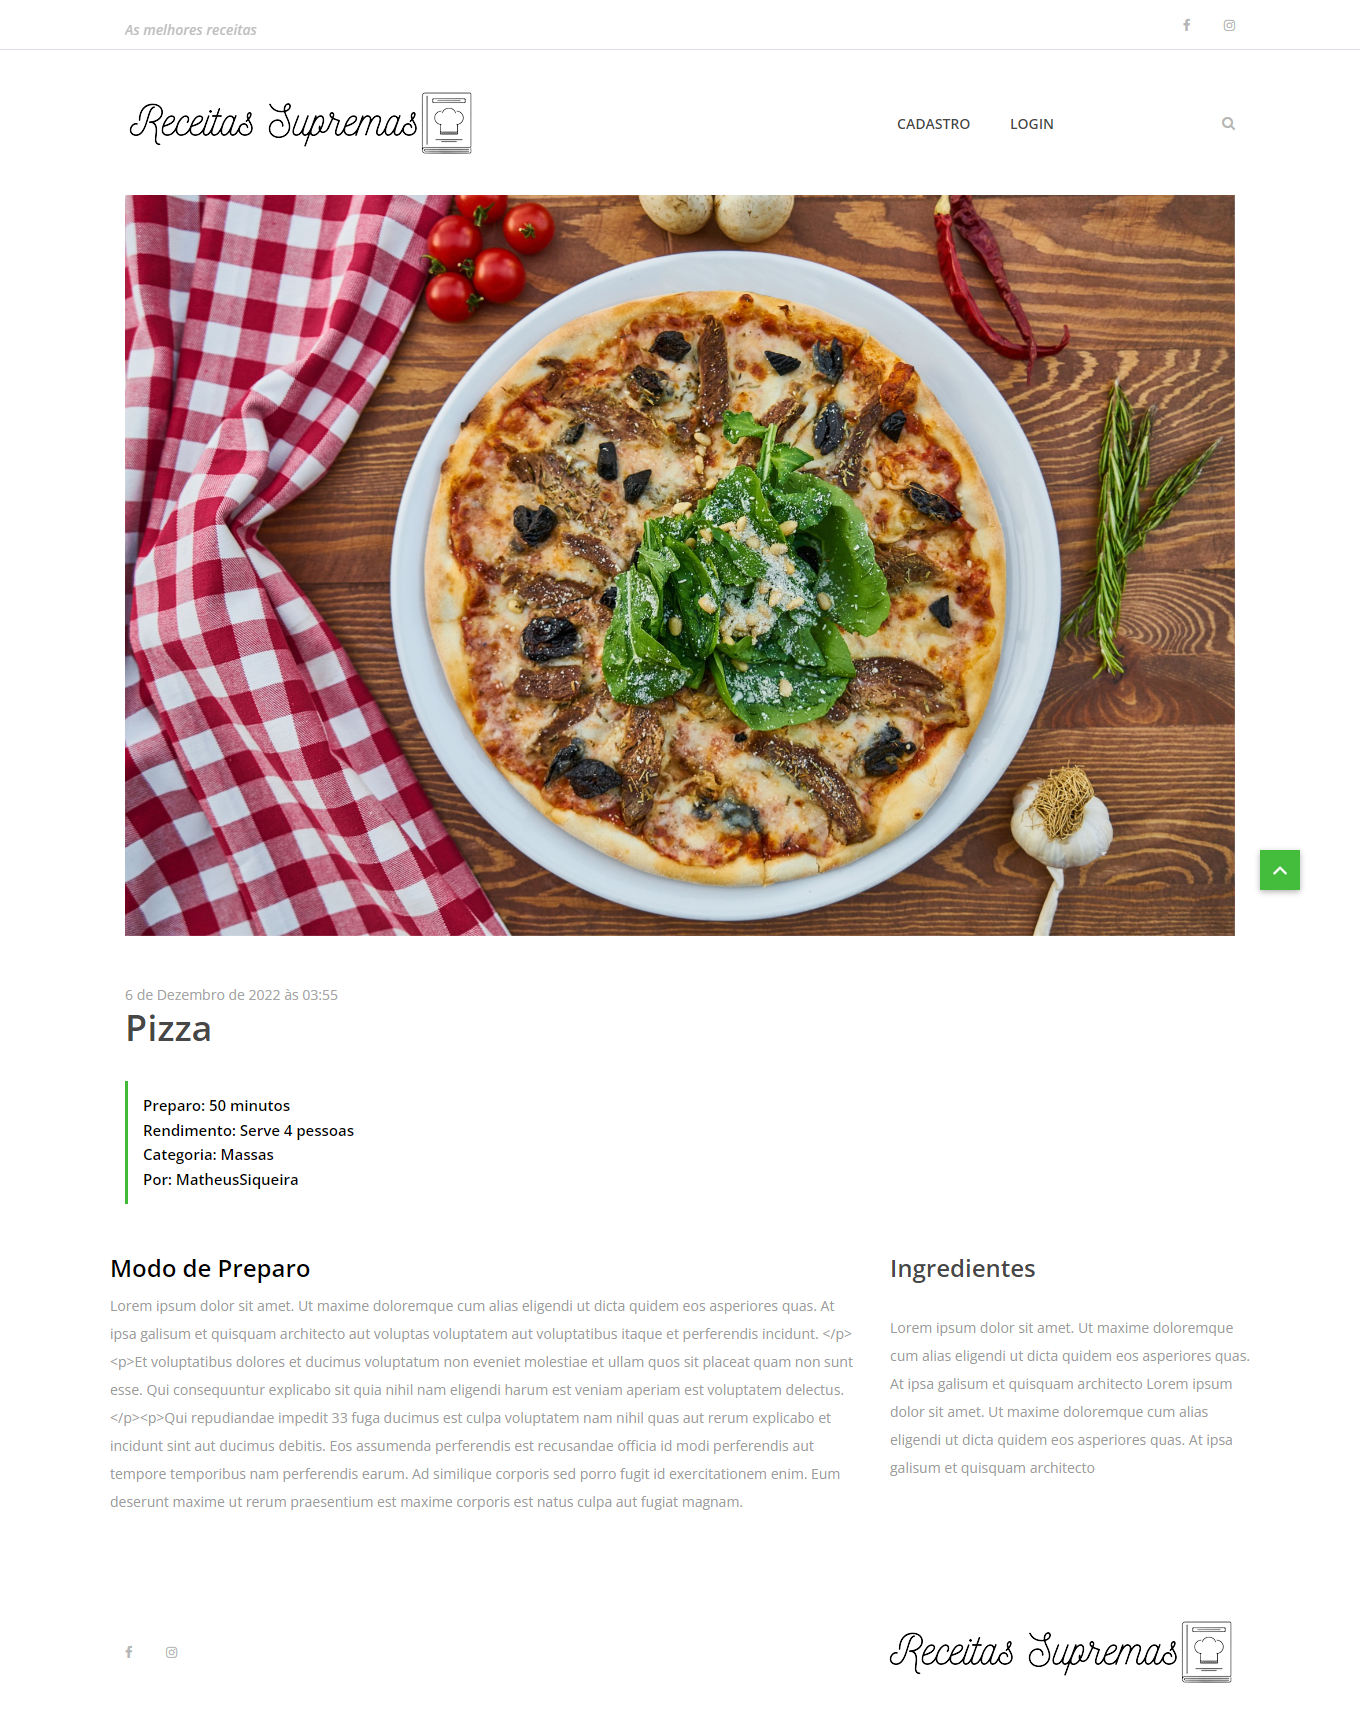 As melhores receitas
Receitas Supremas
CADASTRO LOGIN
6 de Dezembro de 2022 às 03:55
Pizza
Preparo: 50 minutos
Rendimento: Serve 4 pessoas
Categoria: Massas
Por: MatheusSiqueira
Modo de Preparo
Lorem ipsum dolor sit amet. Ut maxime doloremque cum alias eligendi ut dicta quidem eos asperiores quas. At
ipsa galisum et quisquam architecto aut voluptas voluptatem aut voluptatibus itaque et perferendis incidunt. </p>
<p>Et voluptatibus dolores et ducimus voluptatum non eveniet molestiae et ullam quos sit placeat quam non sunt
esse. Qui consequuntur explicabo sit quia nihil nam eligendi harum est veniam aperiam est voluptatem delectus.
</p><p>Qui repudiandae impedit 33 fuga ducimus est culpa voluptatem nam nihil quas aut rerum explicabo et
incidunt sint aut ducimus debitis. Eos assumenda perferendis est recusandae officia id modi perferendis aut
tempore temporibus nam perferendis earum. Ad similique corporis sed porro fugit id exercitationem enim. Eum
deserunt maxime ut rerum praesentium est maxime corporis est natus culpa aut fugiat magnam.
Ingredientes
Lorem ipsum dolor sit amet. Ut maxime doloremque
cum alias eligendi ut dicta quidem eos asperiores quas.
At ipsa galisum et quisquam architecto Lorem ipsum
dolor sit amet. Ut maxime doloremque cum alias
eligendi ut dicta quidem eos asperiores quas. At ipsa
galisum et quisquam architecto
Receitas Supremas